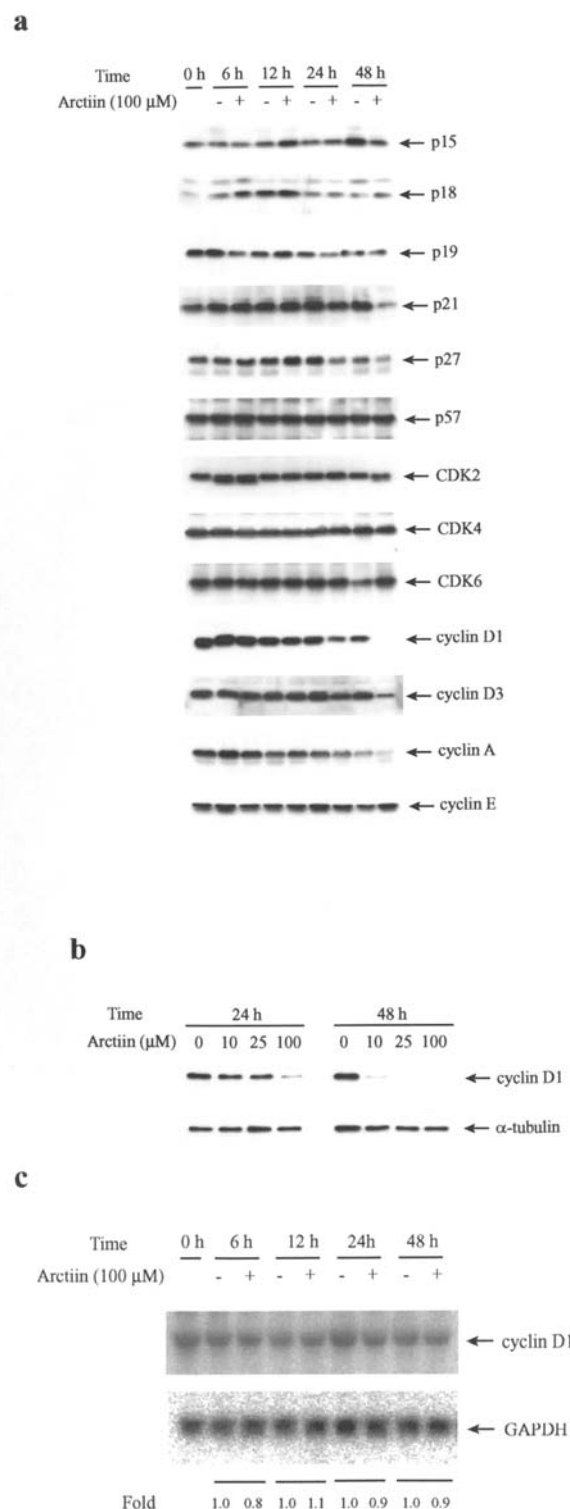 a
Time 0 h 6 h 12 h 24 h 48 h
Arctiin (100 μM) - + - + - + - +
p15
p18
p19
p21
p27
p57
CDK2
CDK4
CDK6
cyclin D1
cyclin D3
cyclin A
cyclin E
b
Time 24 h 48 h
Arctiin (μM) 0 10 25 100 0 10 25 100
cyclin D1
α-tubulin
c
Time 0 h 6 h 12 h 24h 48 h
Arctiin (100 μM) - + - + - + - +
cyclin D1
GAPDH
Fold 1.0 0.8 1.0 1.1 1.0 0.9 1.0 0.9